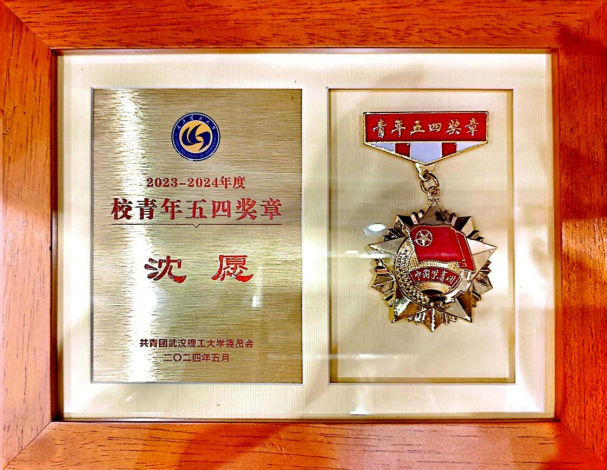 2023-2024年度
校青年五四奖章
沈愿
共青团武汉理工大学委员会
二〇二四年五月
青年五四奖章
中国共青团